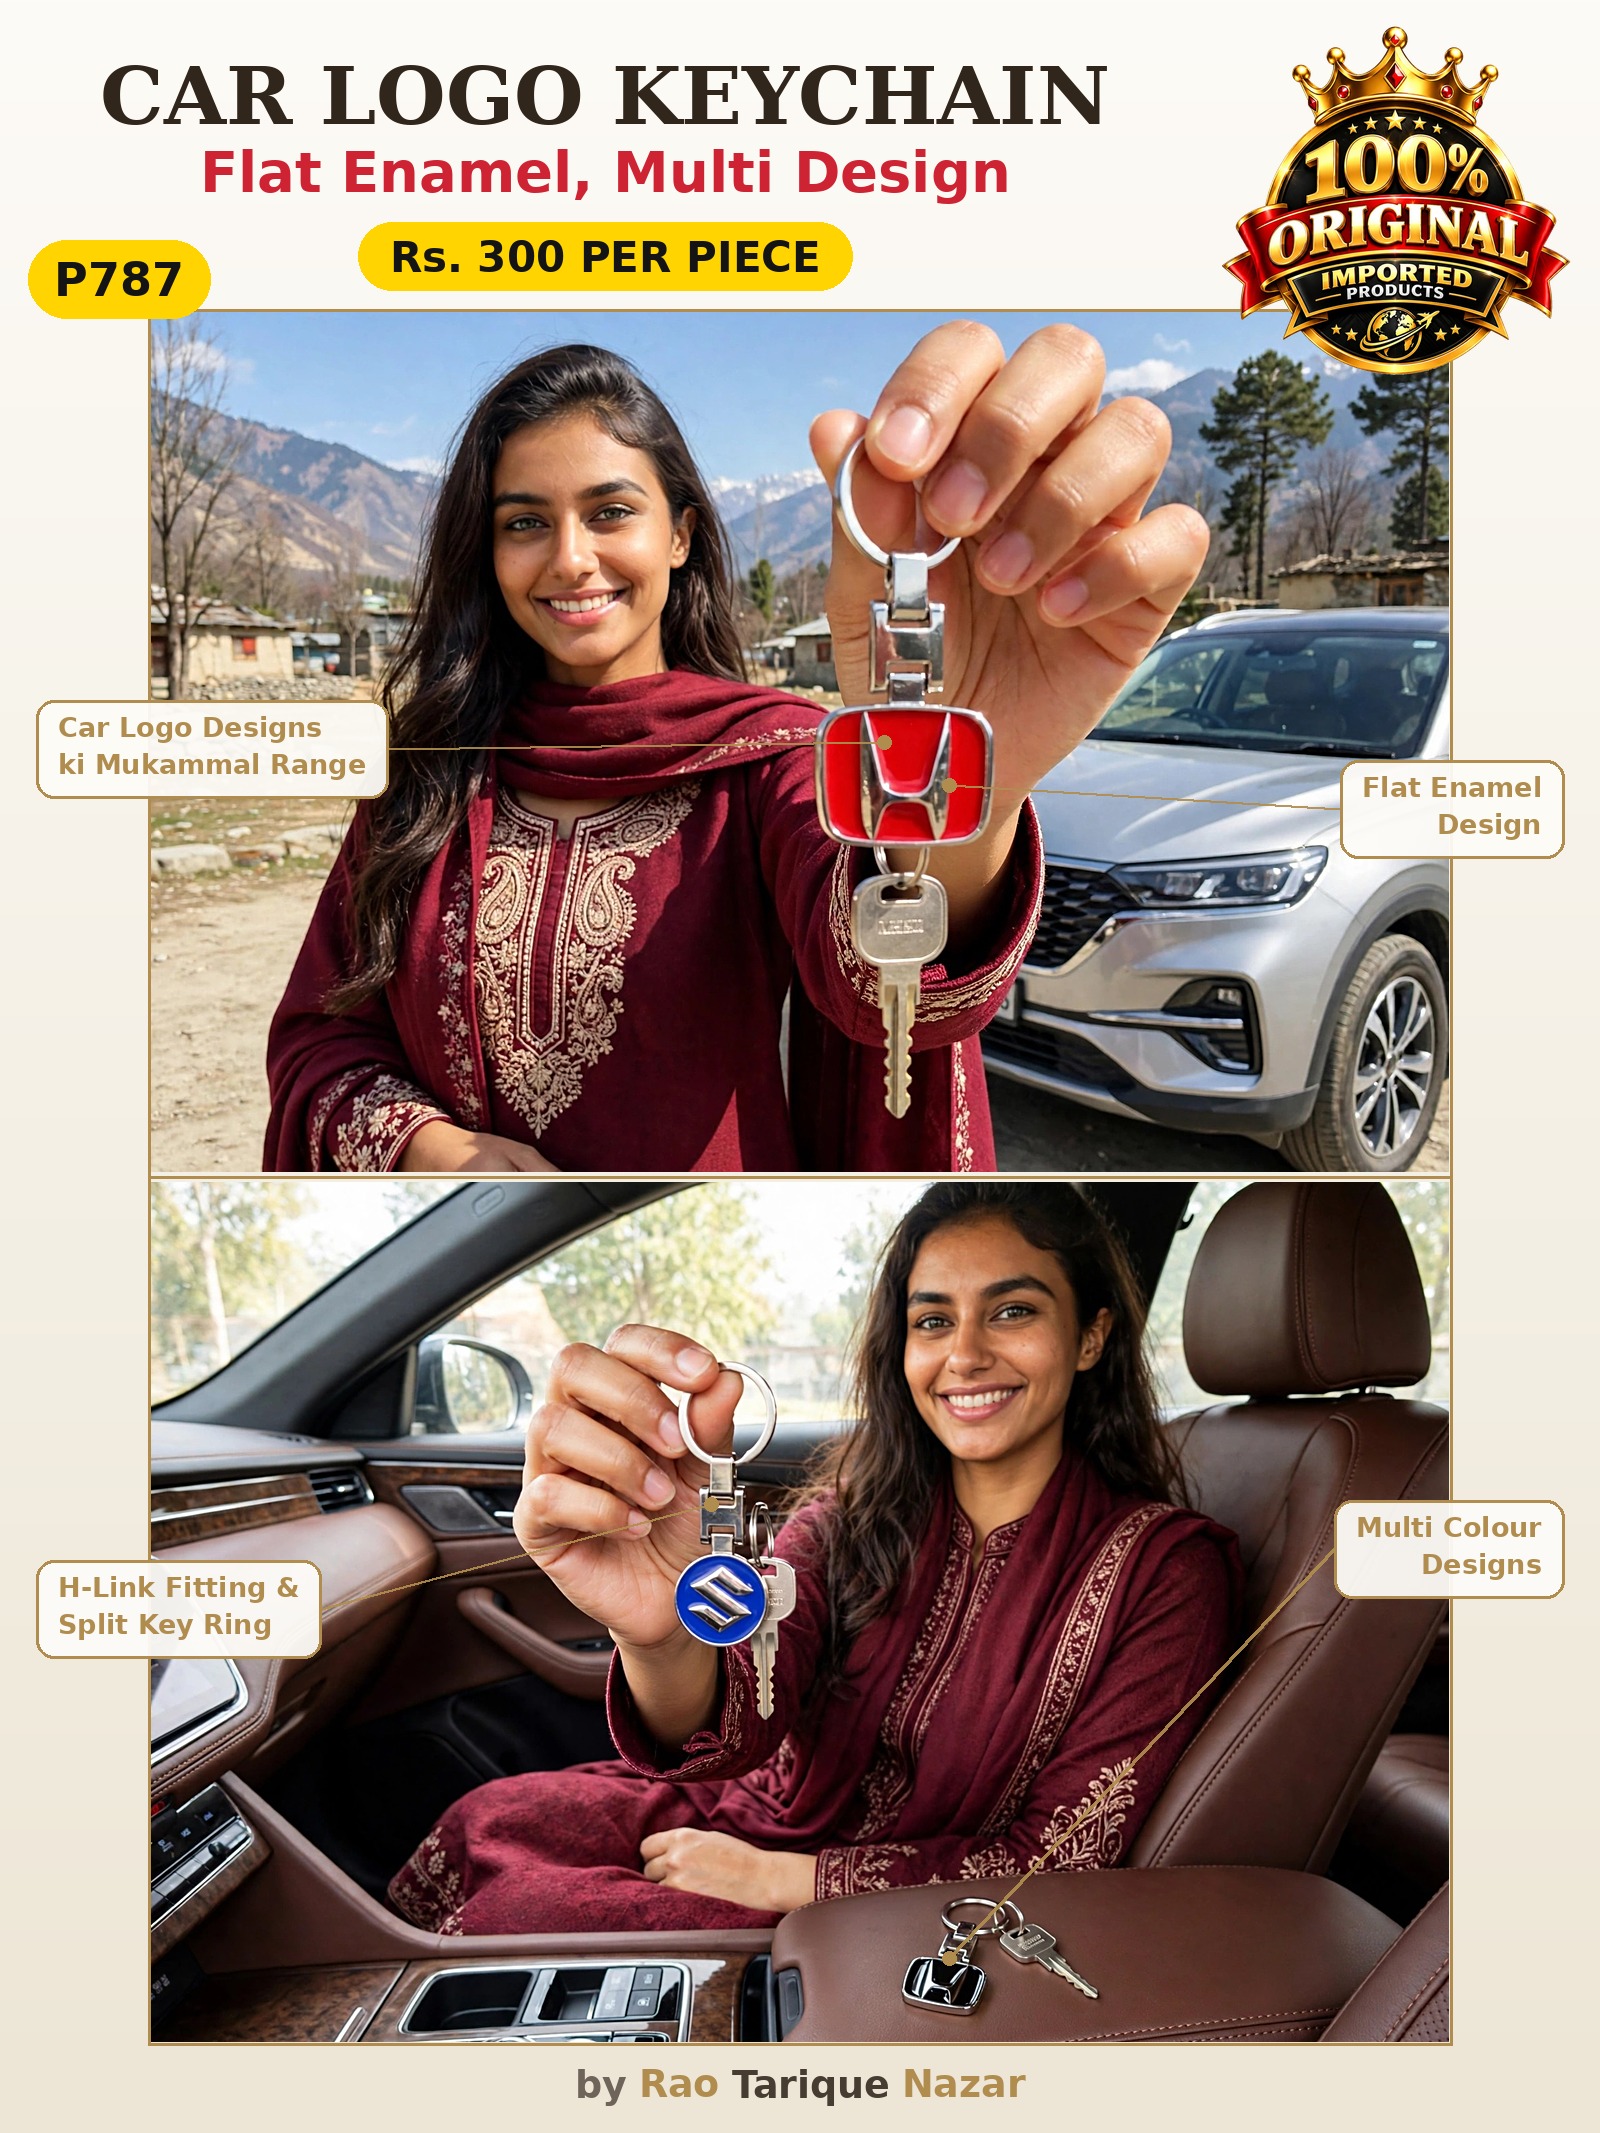 CAR LOGO KEYCHAIN
Flat Enamel, Multi Design
Rs. 300 PER PIECE
P787
100%
ORIGINAL
IMPORTED
PRODUCTS
Car Logo Designs
ki Mukammal Range
Flat Enamel
Design
H-Link Fitting &
Split Key Ring
Multi Colour
Designs
by Rao Tarique Nazar